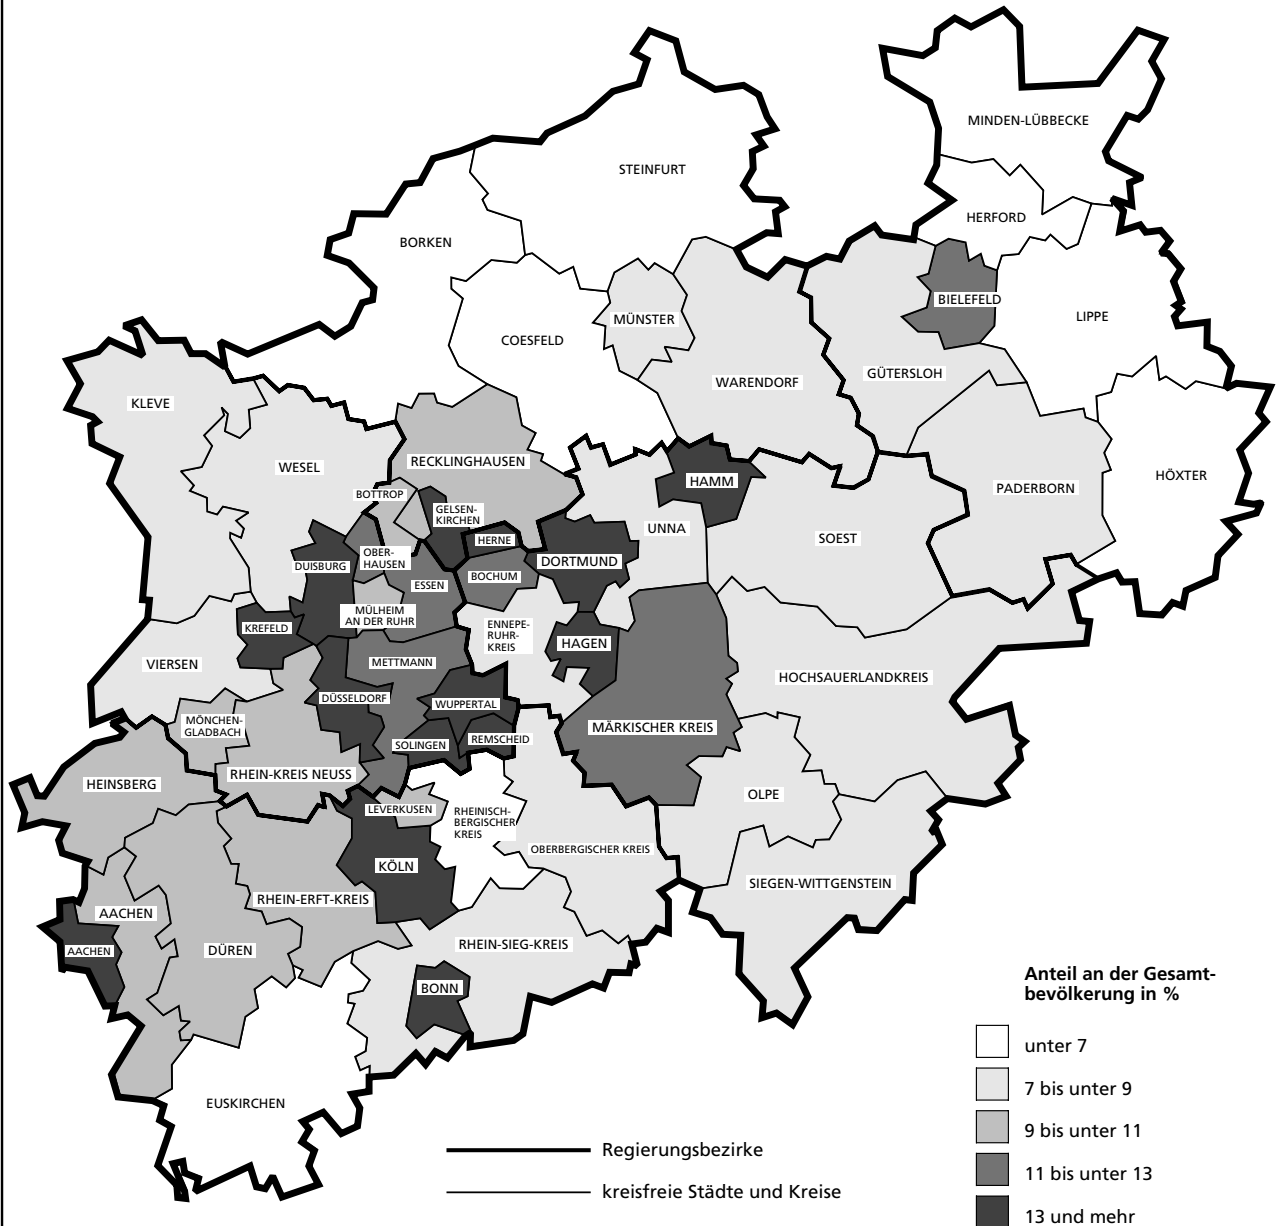 MINDEN-LÜBBECKE
STEINFURT
HERFORD
BORKEN
BIELEFELD
LIPPE
MÜNSTER
COESFELD
WARENDORF
GÜTERSLOH
KLEVE
WESEL
RECKLINGHAUSEN
HAMM
HÖXTER
PADERBORN
BOTTROP
GELSEN-
KIRCHEN
UNNA
SOEST
HERNE
OBER-
HAUSEN
DUISBURG
DORTMUND
BOCHUM
ESSEN
MÜLHEIM
AN DER RUHR
KREFELD
ENNEPE-
RUHR-
KREIS
HAGEN
VIERSEN
METTMANN
HOCHSAUERLANDKREIS
DÜSSELDORF
WUPPERTAL
MÖNCHEN-
GLADBACH
MÄRKISCHER KREIS
SOLINGEN
REMSCHEID
RHEIN-KREIS NEUSS
HEINSBERG
OLPE
LEVERKUSEN
RHEINISCH-
BERGISCHER
KREIS
OBERBERGISCHER KREIS
KÖLN
SIEGEN-WITTGENSTEIN
RHEIN-ERFT-KREIS
AACHEN
RHEIN-SIEG-KREIS
AACHEN
DÜREN
BONN
EUSKIRCHEN
Anteil an der Gesamt-
bevölkerung in %
unter 7
7 bis unter 9
9 bis unter 11
11 bis unter 13
13 und mehr
Regierungsbezirke
kreisfreie Städte und Kreise